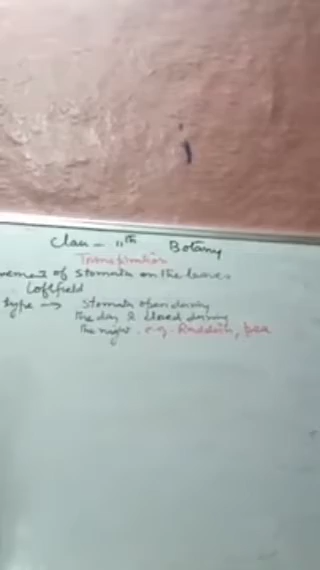 Class - 11th Botany
Transpiration
vement of stomata on the leaves
Loftfield
type → stomata open during
the day & closed during
the night. e.g. Raddish, pea